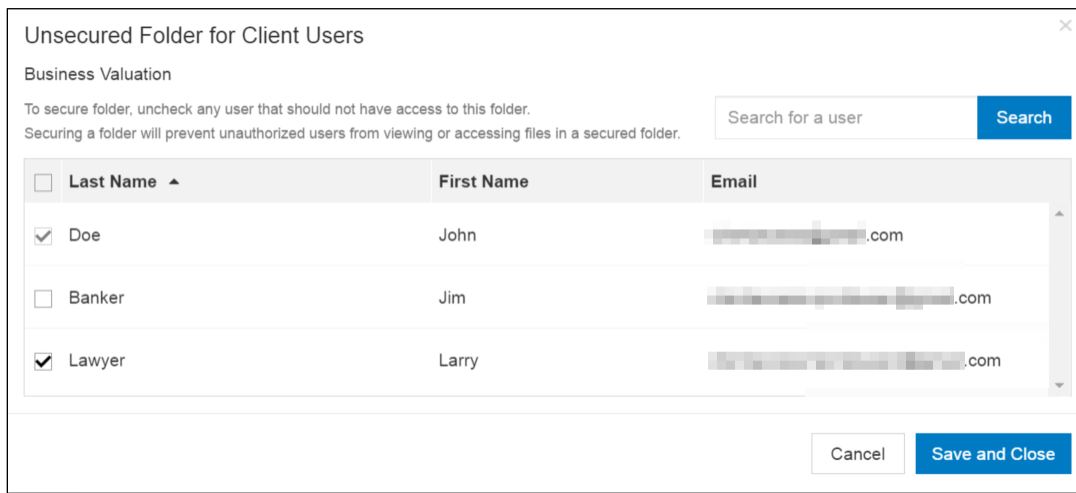 Unsecured Folder for Client Users
Business Valuation
To secure folder, uncheck any user that should not have access to this folder.
Securing a folder will prevent unauthorized users from viewing or accessing files in a secured folder.
Search for a user Search
Last Name First Name Email
Doe John .com
Banker Jim .com
Lawyer Larry .com
Cancel Save and Close